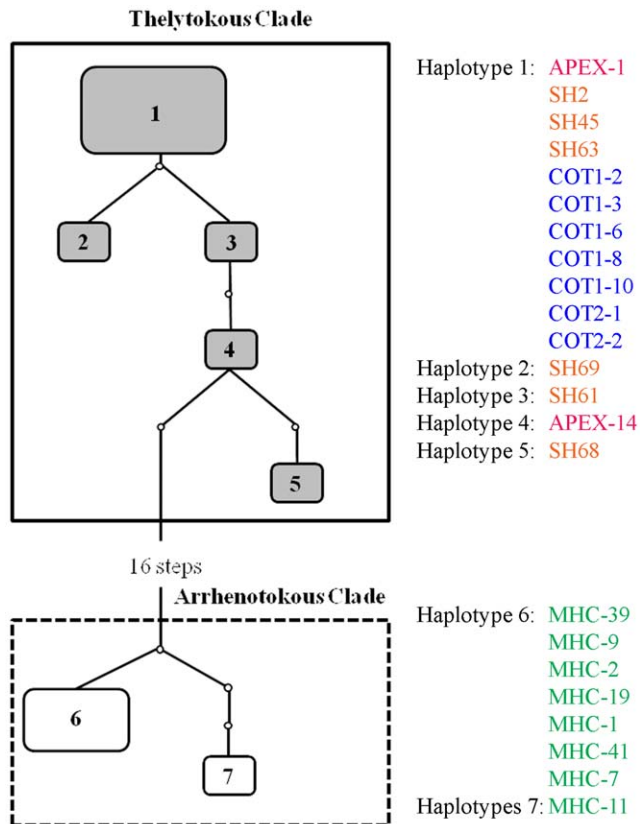 Thelytokous Clade
1
2
3
4
5
16 steps
Arrhenotokous Clade
6
7
Haplotype 1: APEX-1
SH2
SH45
SH63
COT1-2
COT1-3
COT1-6
COT1-8
COT1-10
COT2-1
COT2-2
Haplotype 2: SH69
Haplotype 3: SH61
Haplotype 4: APEX-14
Haplotype 5: SH68
Haplotype 6: MHC-39
MHC-9
MHC-2
MHC-19
MHC-1
MHC-41
MHC-7
Haplotypes 7: MHC-11